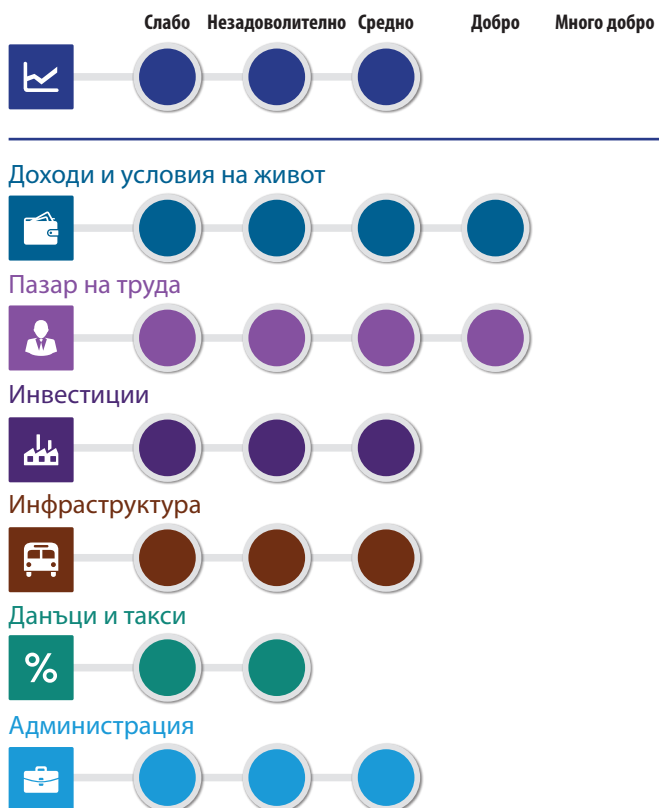 Слабо Незадоволително Средно Добро Много добро
Доходи и условия на живот
Пазар на труда
Инвестиции
Инфраструктура
Данъци и такси
%
Администрация